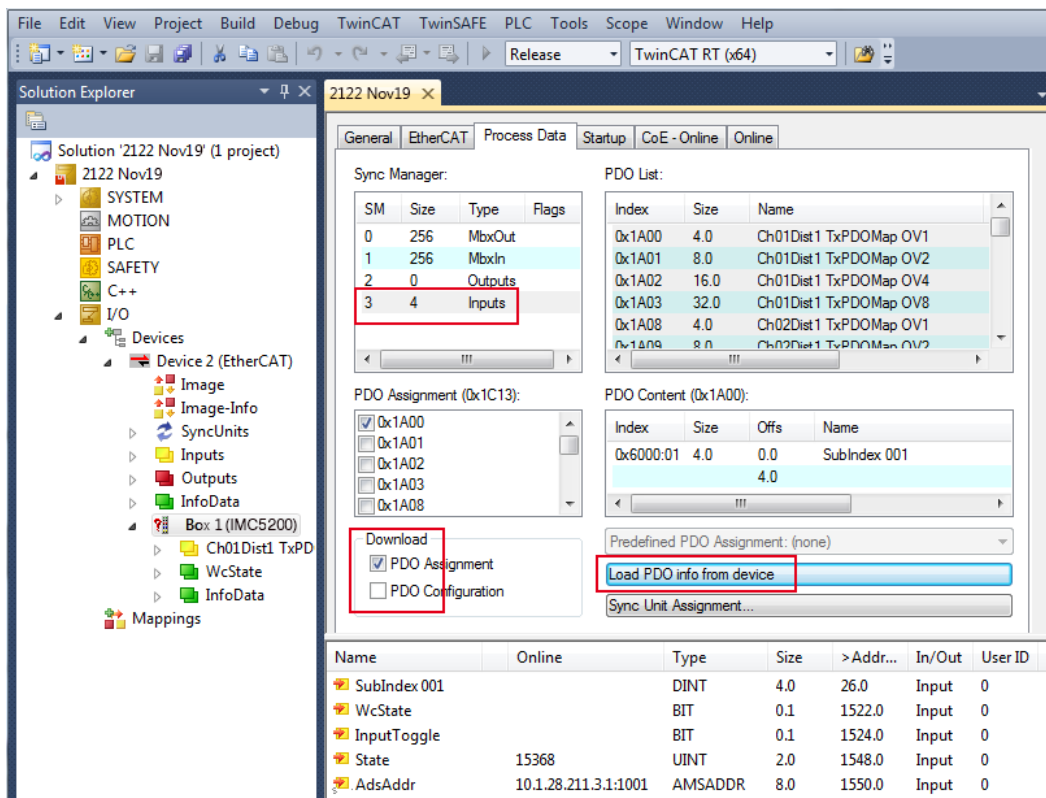 File Edit View Project Build Debug TwinCAT TwinSAFE PLC Tools Scope Window Help
Release TwinCAT RT (x64)
Solution Explorer
Solution '2122 Nov19' (1 project)
2122 Nov19
SYSTEM
MOTION
PLC
SAFETY
C++
I/O
Devices
Device 2 (EtherCAT)
Image
Image-Info
SyncUnits
Inputs
Outputs
InfoData
Box 1 (IMC5200)
Ch01Dist1 TxPD
WcState
InfoData
Mappings
2122 Nov19
General EtherCAT Process Data Startup CoE - Online Online
Sync Manager:
SM Size Type Flags
0 256 MbxOut
1 256 MbxIn
2 0 Outputs
3 4 Inputs
PDO List:
Index Size Name
0x1A00 4.0 Ch01Dist1 TxPDOMap OV1
0x1A01 8.0 Ch01Dist1 TxPDOMap OV2
0x1A02 16.0 Ch01Dist1 TxPDOMap OV4
0x1A03 32.0 Ch01Dist1 TxPDOMap OV8
0x1A08 4.0 Ch02Dist1 TxPDOMap OV1
0x1A09 8.0 Ch02Dist1 TxPDOMap OV2
PDO Assignment (0x1C13):
0x1A00
0x1A01
0x1A02
0x1A03
0x1A08
PDO Content (0x1A00):
Index Size Offs Name
0x6000:01 4.0 0.0 SubIndex 001
4.0
Download
PDO Assignment
PDO Configuration
Predefined PDO Assignment: (none)
Load PDO info from device
Sync Unit Assignment...
Name Online Type Size >Addr... In/Out User ID
SubIndex 001 DINT 4.0 26.0 Input 0
WcState BIT 0.1 1522.0 Input 0
InputToggle BIT 0.1 1524.0 Input 0
State 15368 UINT 2.0 1548.0 Input 0
AdsAddr 10.1.28.211.3.1:1001 AMSADDR 8.0 1550.0 Input 0